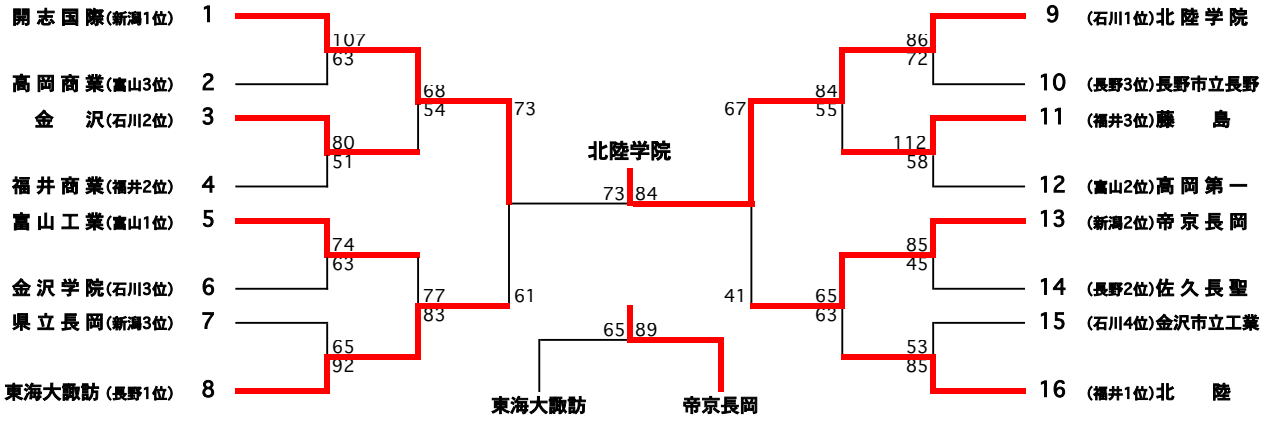 開志国際(新潟1位) 1
107
63
高岡商業(富山3位) 2
68
54
金 沢(石川2位) 3
80
51
福井商業(福井2位) 4
73
富山工業(富山1位) 5
74
63
金沢学院(石川3位) 6
77
83
県立長岡(新潟3位) 7
65
92
東海大諏訪(長野1位) 8
61
北陸学院
73 84
65 89
東海大諏訪 帝京長岡
9 (石川1位)北陸学院
86
72
10 (長野3位)長野市立長野
84
55
11 (福井3位)藤 島
112
58
12 (富山2位)高岡第一
67
13 (新潟2位)帝京長岡
85
45
14 (長野2位)佐久長聖
65
63
15 (石川4位)金沢市立工業
53
85
16 (福井1位)北 陸
41